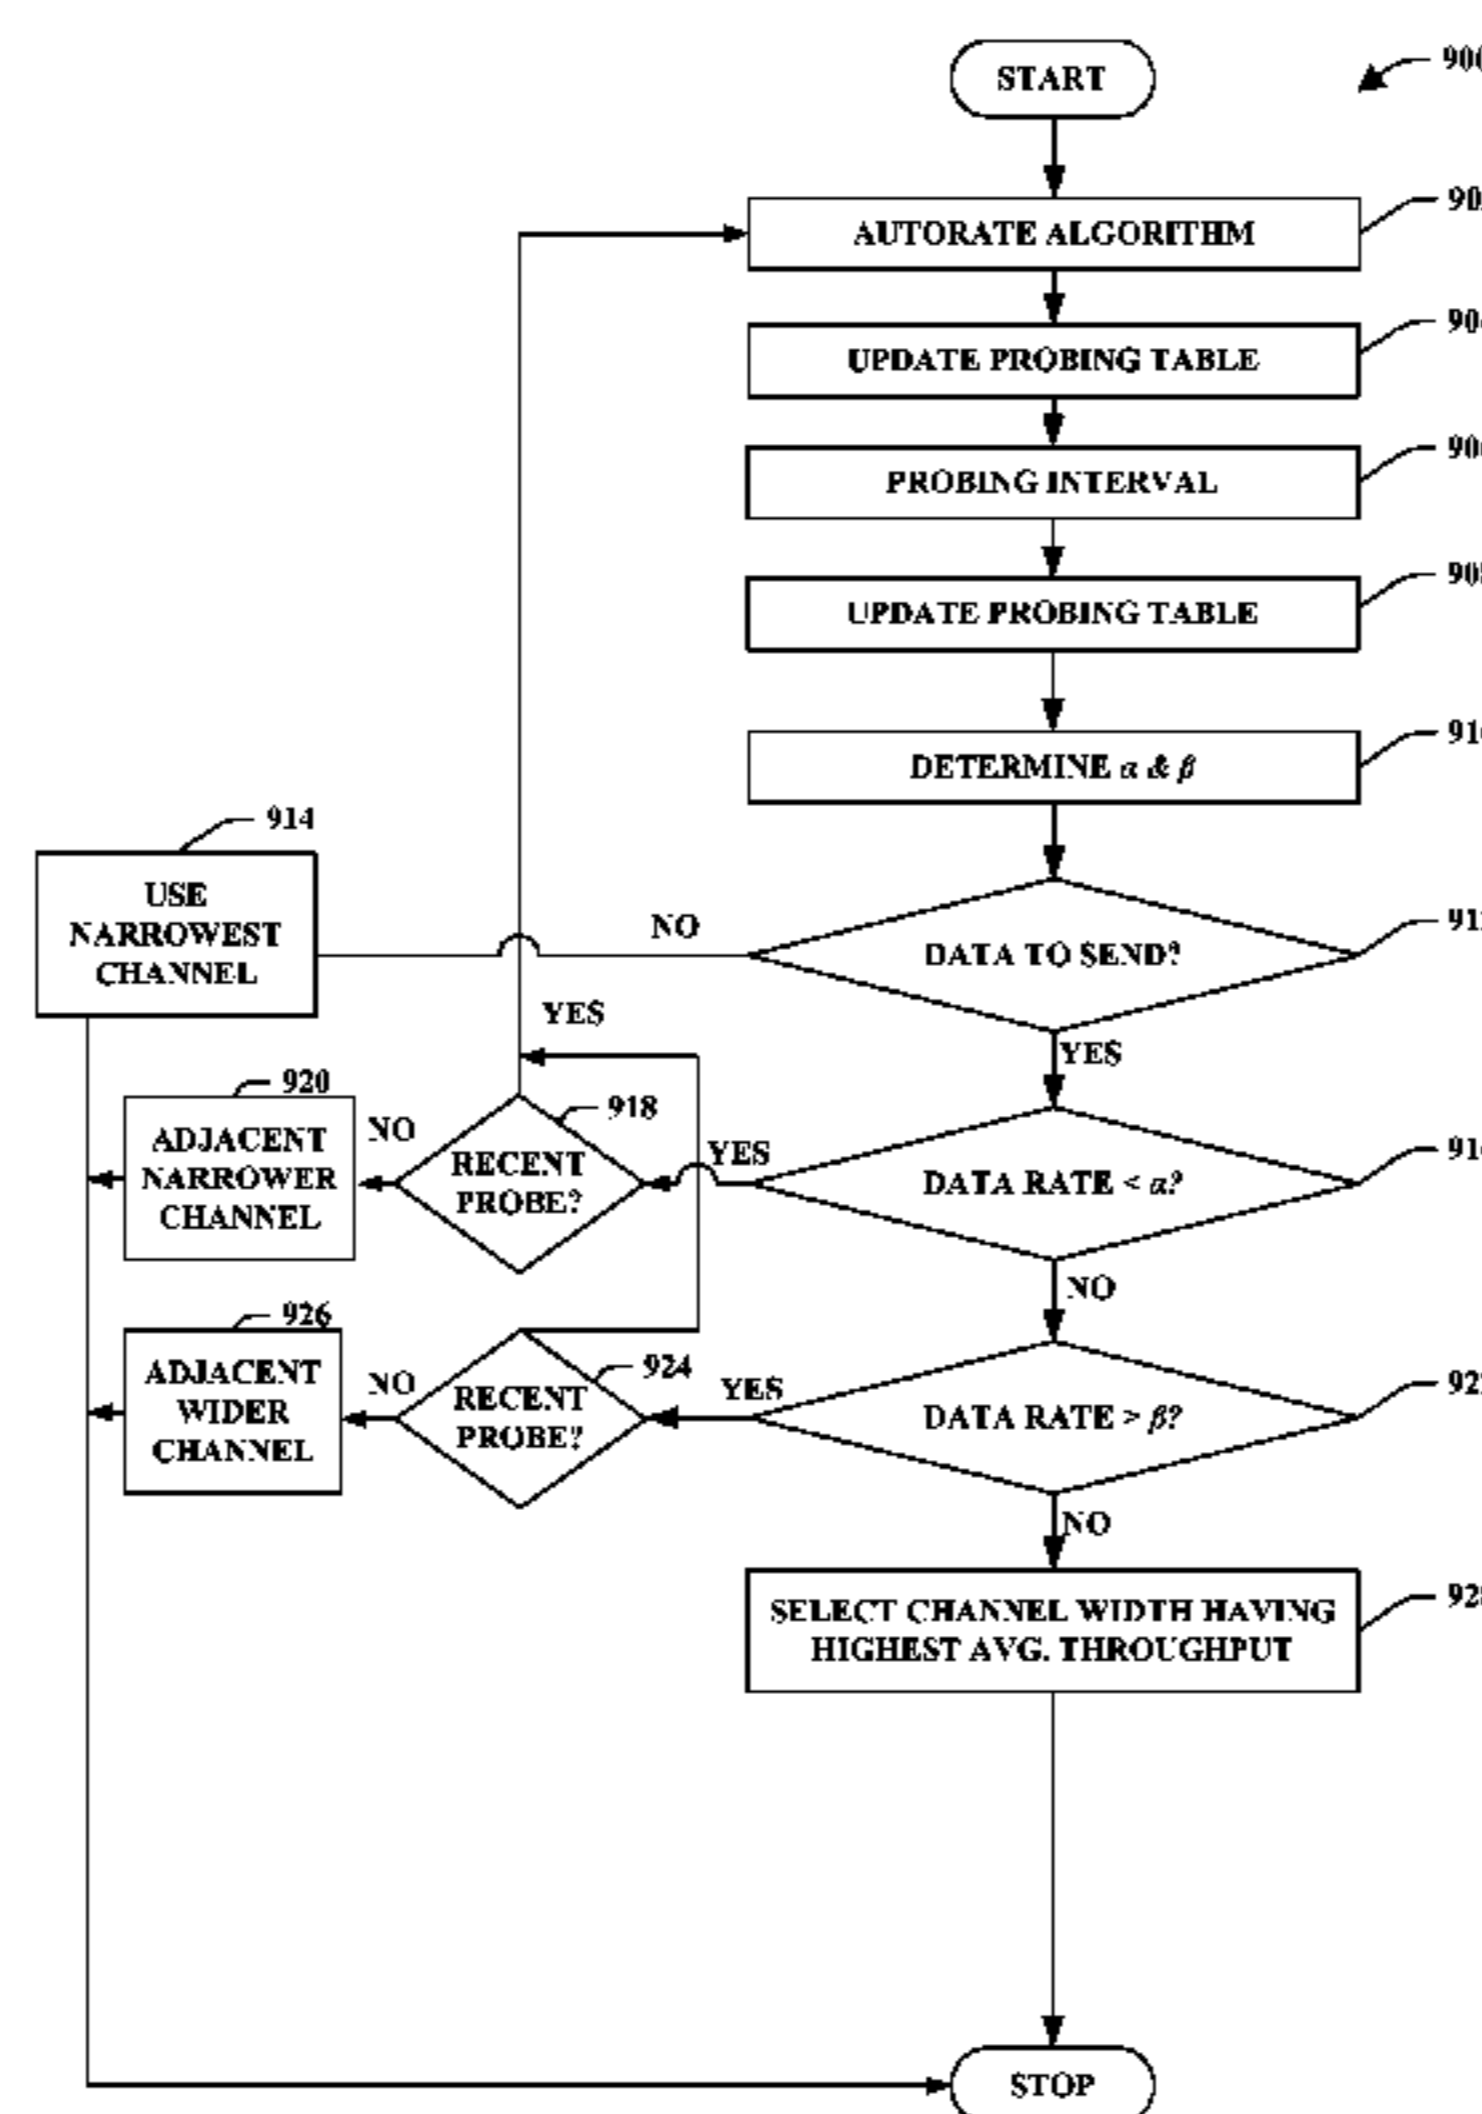 START
AUTORATE ALGORITHM
UPDATE PROBING TABLE
PROBING INTERVAL
UPDATE PROBING TABLE
DETERMINE α & β
914
USE
NARROWEST
CHANNEL
NO
DATA TO SEND?
YES
YES
920
ADJACENT
NARROWER
CHANNEL
NO
918
RECENT
PROBE?
YES
DATA RATE < α?
NO
926
ADJACENT
WIDER
CHANNEL
NO
924
RECENT
PROBE?
YES
DATA RATE > β?
NO
SELECT CHANNEL WIDTH HAVING
HIGHEST AVG. THROUGHPUT
STOP